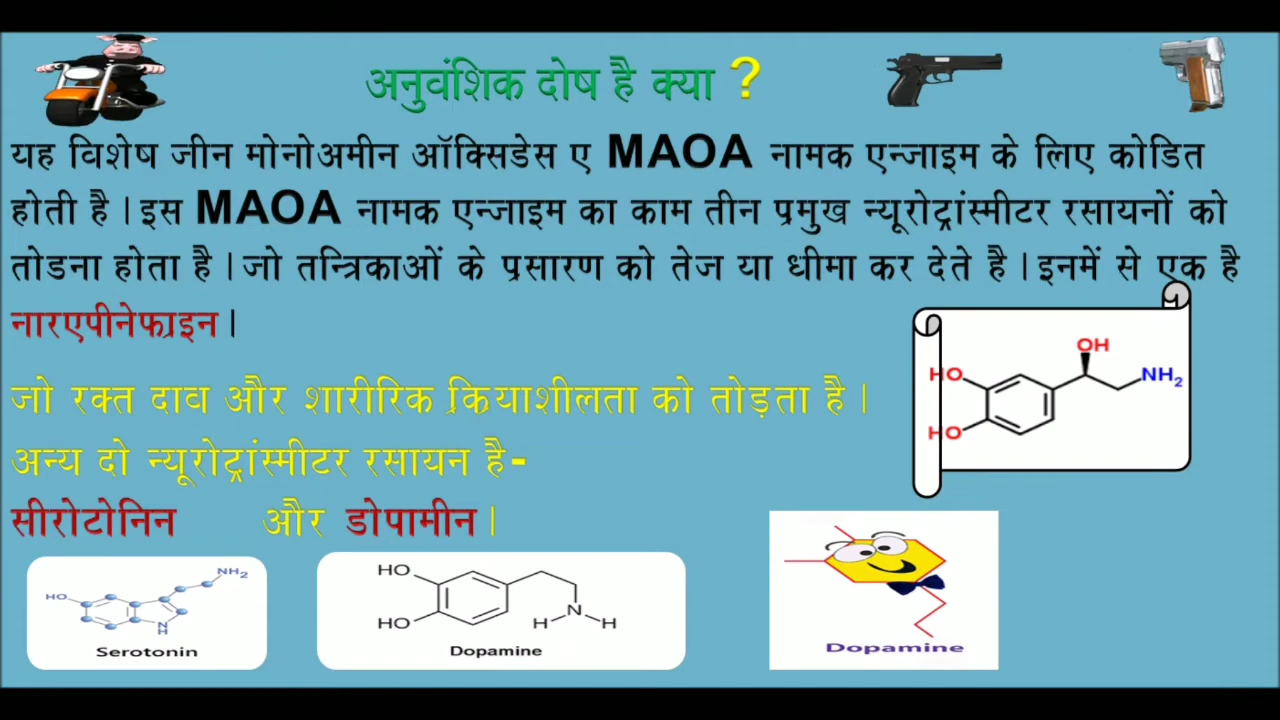 अनुवंशिक दोष है क्या ?
यह विशेष जीन मोनोअमीन ऑक्सिडेस ए MAOA नामक एन्जाइम के लिए कोडित
होती है। इस MAOA नामक एन्जाइम का काम तीन प्रमुख न्यूरोट्रांस्मीटर रसायनों को
तोडना होता है। जो तन्त्रिकाओं के प्रसारण को तेज या धीमा कर देते है। इनमें से एक है
नारएपीनेफ्राइन।
जो रक्त दाव और शारीरिक क्रियाशीलता को तोड़ता है।
अन्य दो न्यूरोट्रांस्मीटर रसायन है-
सीरोटोनिन और डोपामीन।
OH
HO NH2
HO
NH2
HO
NH
Serotonin
HO
HO N
H H
Dopamine
Dopamine